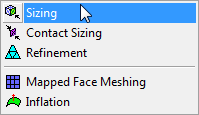 Sizing
Contact Sizing
Refinement
Mapped Face Meshing
Inflation